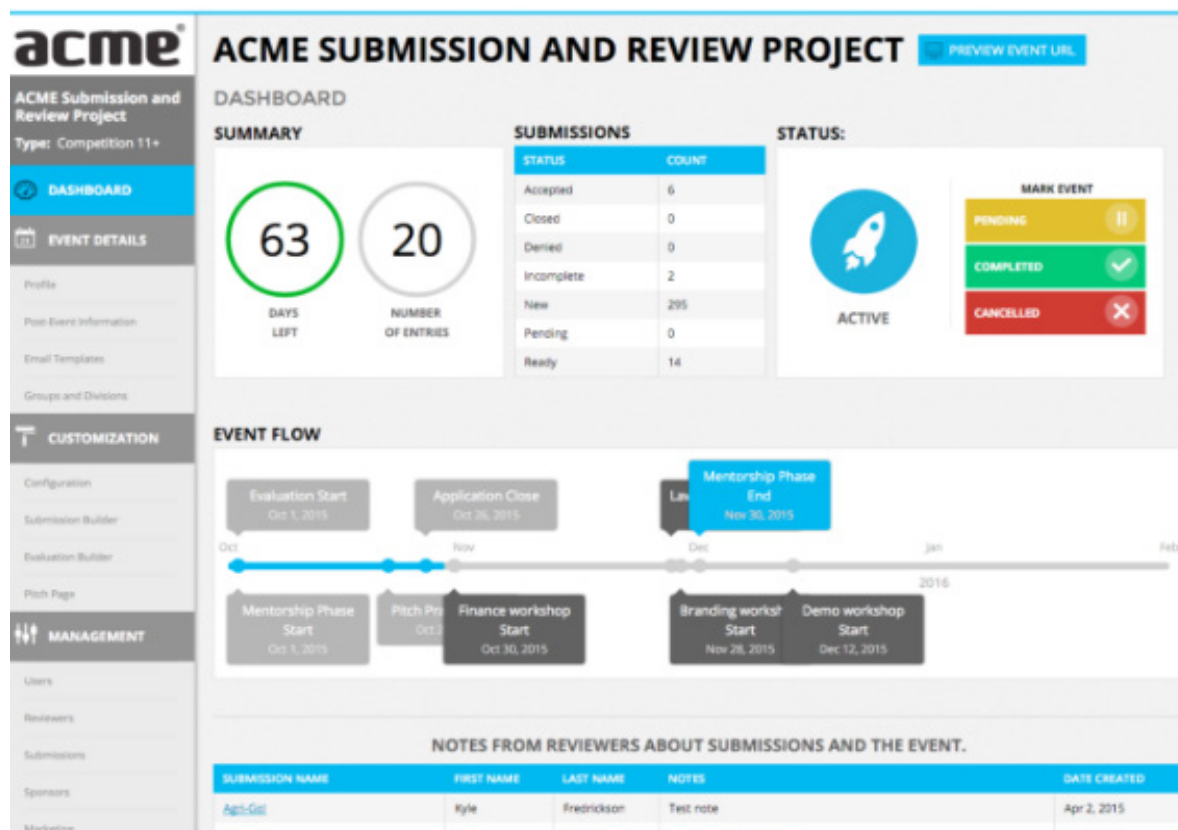 acme®
ACME Submission and
Review Project
Type: Competition 11+
DASHBOARD
EVENT DETAILS
Profile
Post-Event Information
Email Templates
Groups and Divisions
CUSTOMIZATION
Configuration
Submission Builder
Evaluation Builder
Pitch Page
MANAGEMENT
Users
Reviewers
Submissions
Sponsors
Marketing
ACME SUBMISSION AND REVIEW PROJECT
PREVIEW EVENT URL
DASHBOARD
SUMMARY
63
DAYS
LEFT
20
NUMBER
OF ENTRIES
SUBMISSIONS
STATUS COUNT
Accepted 6
Closed 0
Denied 0
Incomplete 2
New 295
Pending 0
Ready 14
STATUS:
ACTIVE
MARK EVENT
PENDING
COMPLETED
CANCELLED
EVENT FLOW
Evaluation Start
Oct 1, 2015
Application Close
Oct 26, 2015
Mentorship Phase
End
Nov 30, 2015
Oct Nov Dec Jan Feb
2016
Mentorship Phase
Start
Oct 1, 2015
Pitch
Oct
Finance workshop
Start
Oct 30, 2015
Branding worksh
Start
Nov 28, 2015
Demo workshop
Start
Dec 12, 2015
NOTES FROM REVIEWERS ABOUT SUBMISSIONS AND THE EVENT.
SUBMISSION NAME FIRST NAME LAST NAME NOTES DATE CREATED
Agri-Go! Kyle Fredrickson Test note Apr 2, 2015